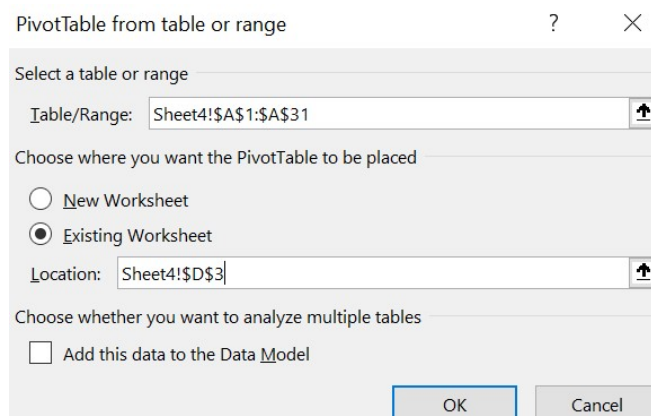 PivotTable from table or range ? ×
Select a table or range
Table/Range: Sheet4!$A$1:$A$31
Choose where you want the PivotTable to be placed
New Worksheet
Existing Worksheet
Location: Sheet4!$D$3
Choose whether you want to analyze multiple tables
Add this data to the Data Model
OK Cancel